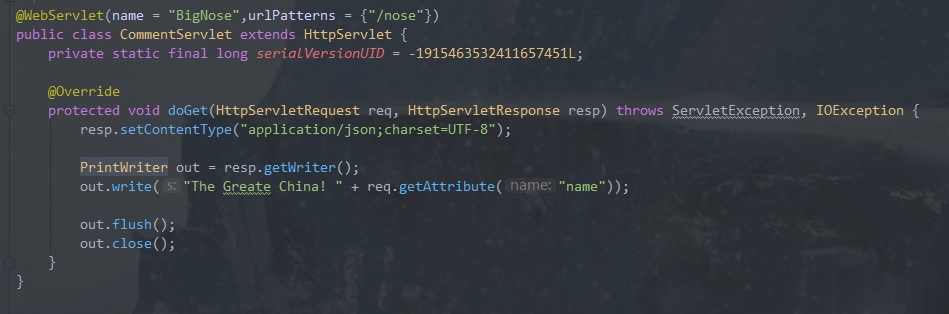 @WebServlet(name = "BigNose",urlPatterns = {"/nose"})
public class CommentServlet extends HttpServlet {
private static final long serialVersionUID = -1915463532411657451L;
@Override
protected void doGet(HttpServletRequest req, HttpServletResponse resp) throws ServletException, IOException {
resp.setContentType("application/json;charset=UTF-8");
PrintWriter out = resp.getWriter();
out.write( s: "The Greate China! " + req.getAttribute( name: "name"));
out.flush();
out.close();
}
}